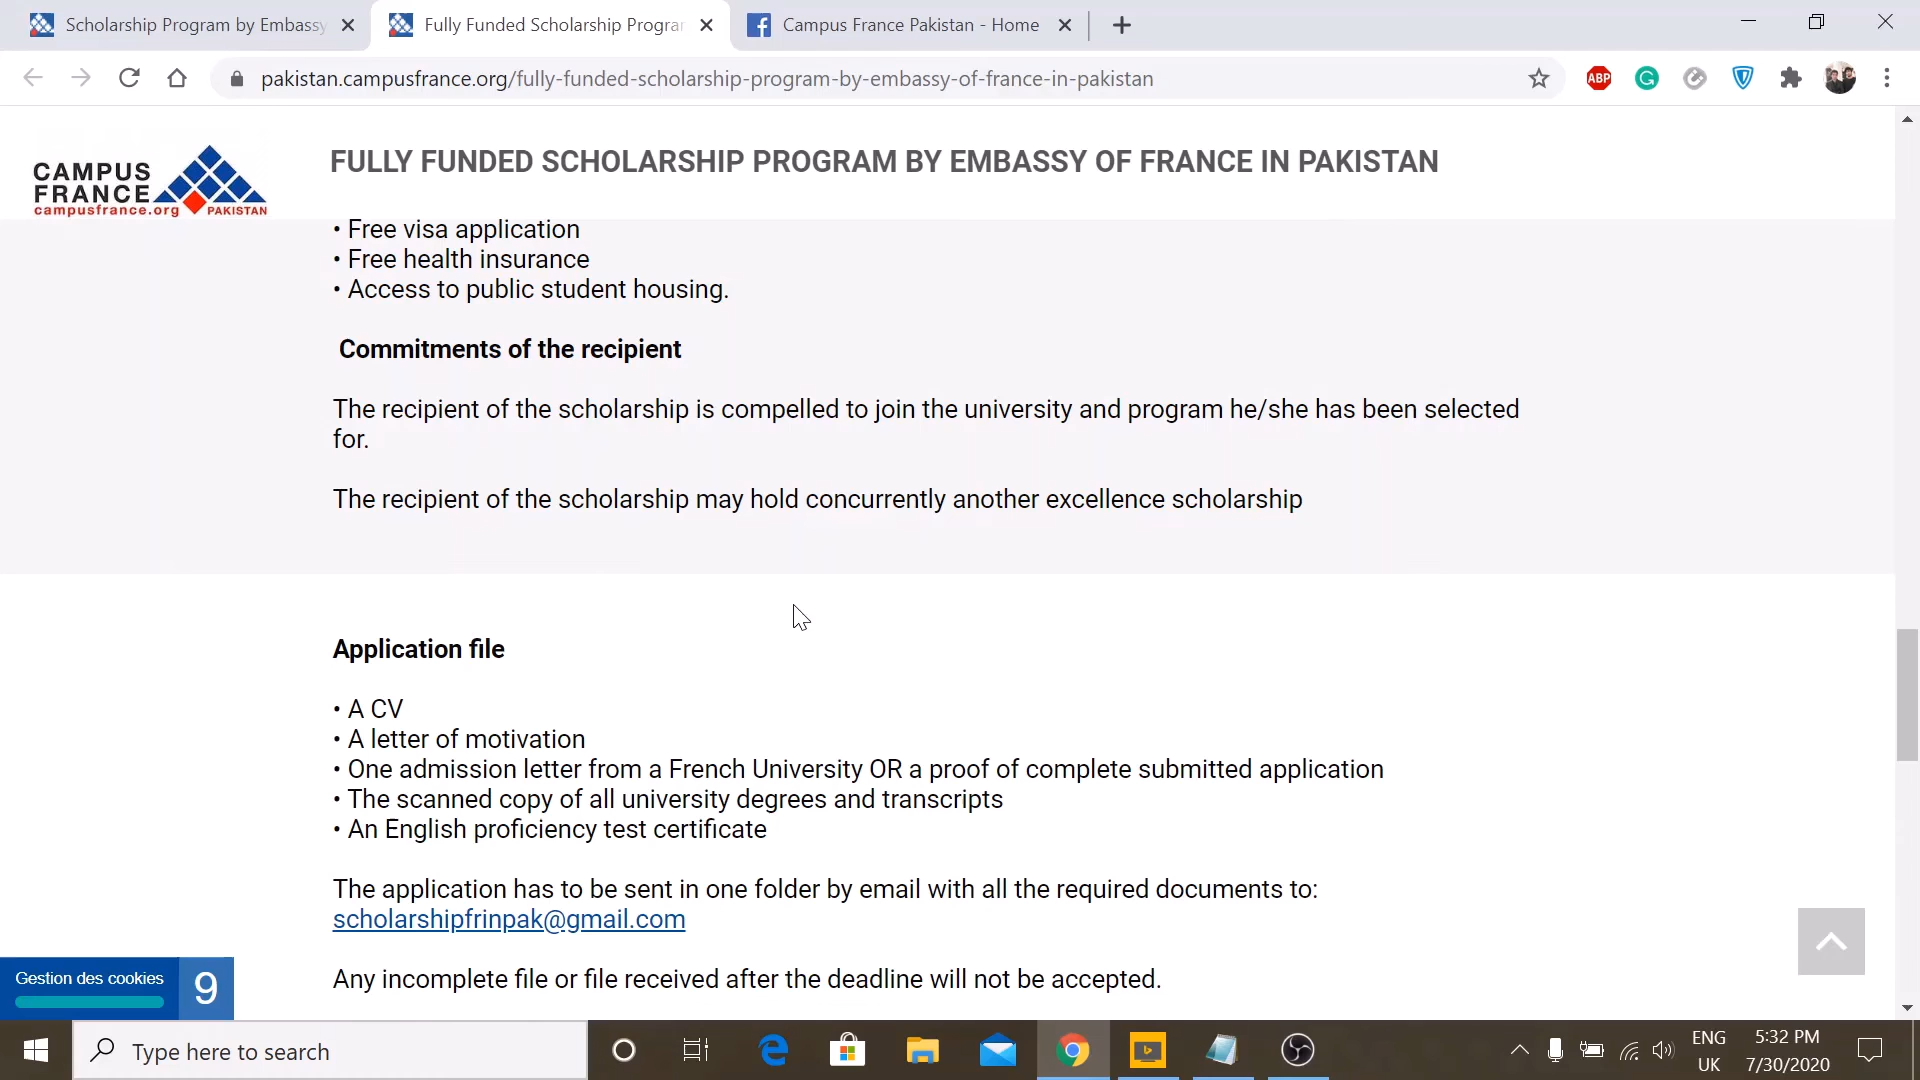 Scholarship Program by Embassy
Fully Funded Scholarship Progra
Campus France Pakistan - Home
pakistan.campusfrance.org/fully-funded-scholarship-program-by-embassy-of-france-in-pakistan
ABP
CAMPUS
FRANCE
campusfrance.org PAKISTAN
FULLY FUNDED SCHOLARSHIP PROGRAM BY EMBASSY OF FRANCE IN PAKISTAN
• Free visa application
• Free health insurance
• Access to public student housing.
Commitments of the recipient
The recipient of the scholarship is compelled to join the university and program he/she has been selected
for.
The recipient of the scholarship may hold concurrently another excellence scholarship
Application file
• A CV
• A letter of motivation
• One admission letter from a French University OR a proof of complete submitted application
• The scanned copy of all university degrees and transcripts
• An English proficiency test certificate
The application has to be sent in one folder by email with all the required documents to:
scholarshipfrinpak@gmail.com
Any incomplete file or file received after the deadline will not be accepted.
Gestion des cookies
9
Type here to search
ENG
UK
5:32 PM
7/30/2020